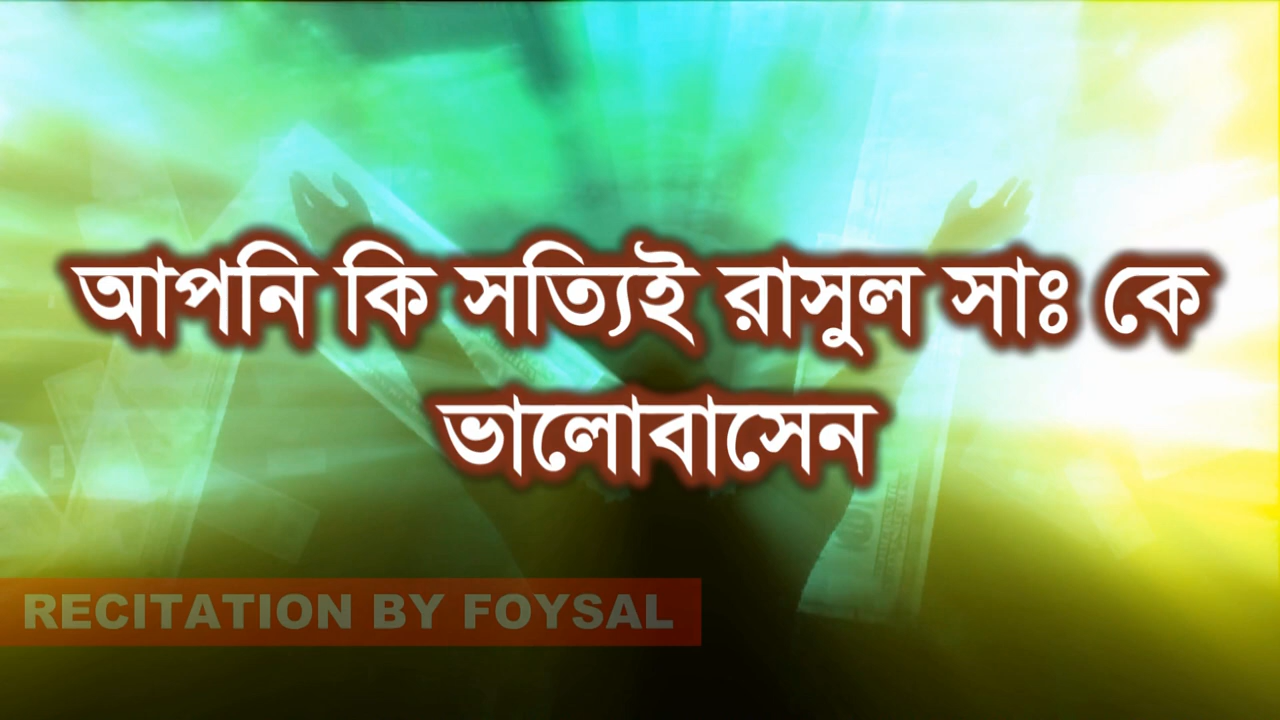 আপনি কি সত্যিই রাসুল সাঃ কে
ভালোবাসেন
RECITATION BY FOYSAL